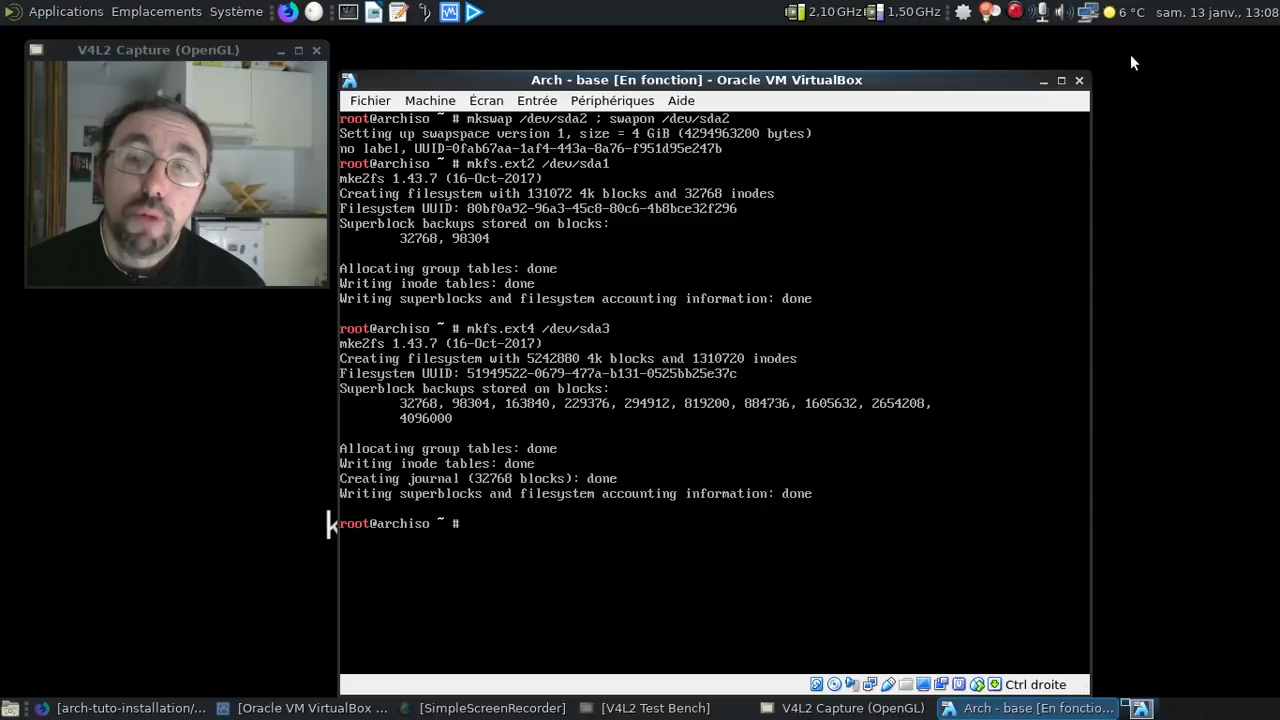 Applications Emplacements Système
2,10 GHz 1,50 GHz 6 °C sam. 13 janv., 13:08
V4L2 Capture (OpenGL)
Arch - base [En fonction] - Oracle VM VirtualBox
Fichier Machine Écran Entrée Périphériques Aide
root@archiso ~ # mkswap /dev/sda2 ; swapon /dev/sda2
Setting up swapspace version 1, size = 4 GiB (4294963200 bytes)
no label, UUID=0fab67aa-1af4-443a-8a76-f951d95e247b
root@archiso ~ # mkfs.ext2 /dev/sda1
mke2fs 1.43.7 (16-Oct-2017)
Creating filesystem with 131072 4k blocks and 32768 inodes
Filesystem UUID: 80bf0a92-96a3-45c8-80c6-4b8bce32f296
Superblock backups stored on blocks:
32768, 98304
Allocating group tables: done
Writing inode tables: done
Writing superblocks and filesystem accounting information: done
root@archiso ~ # mkfs.ext4 /dev/sda3
mke2fs 1.43.7 (16-Oct-2017)
Creating filesystem with 5242880 4k blocks and 1310720 inodes
Filesystem UUID: 51949522-0679-477a-b131-0525bb25e37c
Superblock backups stored on blocks:
32768, 98304, 163840, 229376, 294912, 819200, 884736, 1605632, 2654208,
4096000
Allocating group tables: done
Writing inode tables: done
Creating journal (32768 blocks): done
Writing superblocks and filesystem accounting information: done
k
root@archiso ~ #
Ctrl droite
[arch-tuto-installation/... [Oracle VM VirtualBox ... [SimpleScreenRecorder] [V4L2 Test Bench] V4L2 Capture (OpenGL) Arch - base [En fonctio...